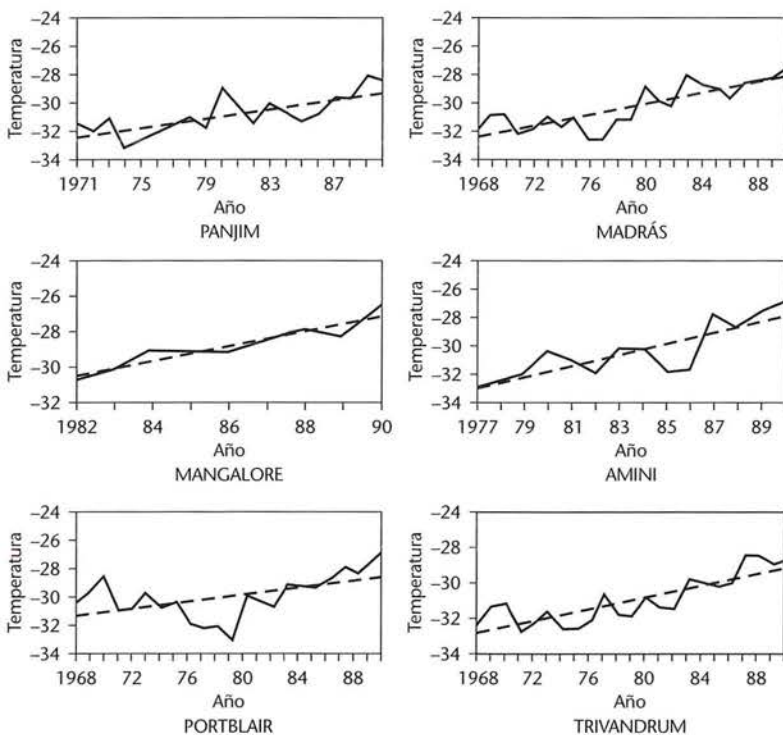 Temperatura
−24
−26
−28
−30
−32
−34
1971 75 79 83 87
Año
PANJIM
Temperatura
−24
−26
−28
−30
−32
−34
1968 72 76 80 84 88
Año
MADRÁS
Temperatura
−24
−26
−28
−30
−32
1982 84 86 88 90
Año
MANGALORE
Temperatura
−24
−26
−28
−30
−32
−34
1977 79 81 83 85 87 89
Año
AMINI
Temperatura
−24
−26
−28
−30
−32
−34
1968 72 76 80 84 88
Año
PORTBLAIR
Temperatura
−24
−26
−28
−30
−32
−34
1968 72 76 80 84 88
Año
TRIVANDRUM